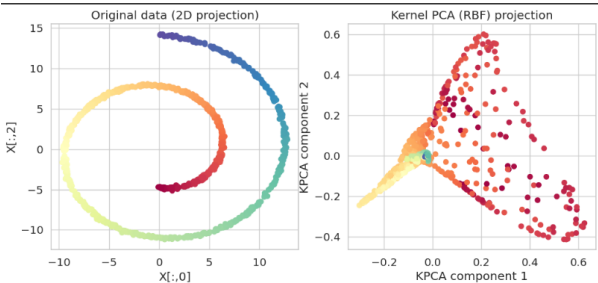 Original data (2D projection)
15
10
5
0
−5
−10
X[:,2]
−10 −5 0 5 10
X[:,0]
Kernel PCA (RBF) projection
0.6
0.4
0.2
0.0
−0.2
−0.4
KPCA component 2
−0.2 0.0 0.2 0.4 0.6
KPCA component 1